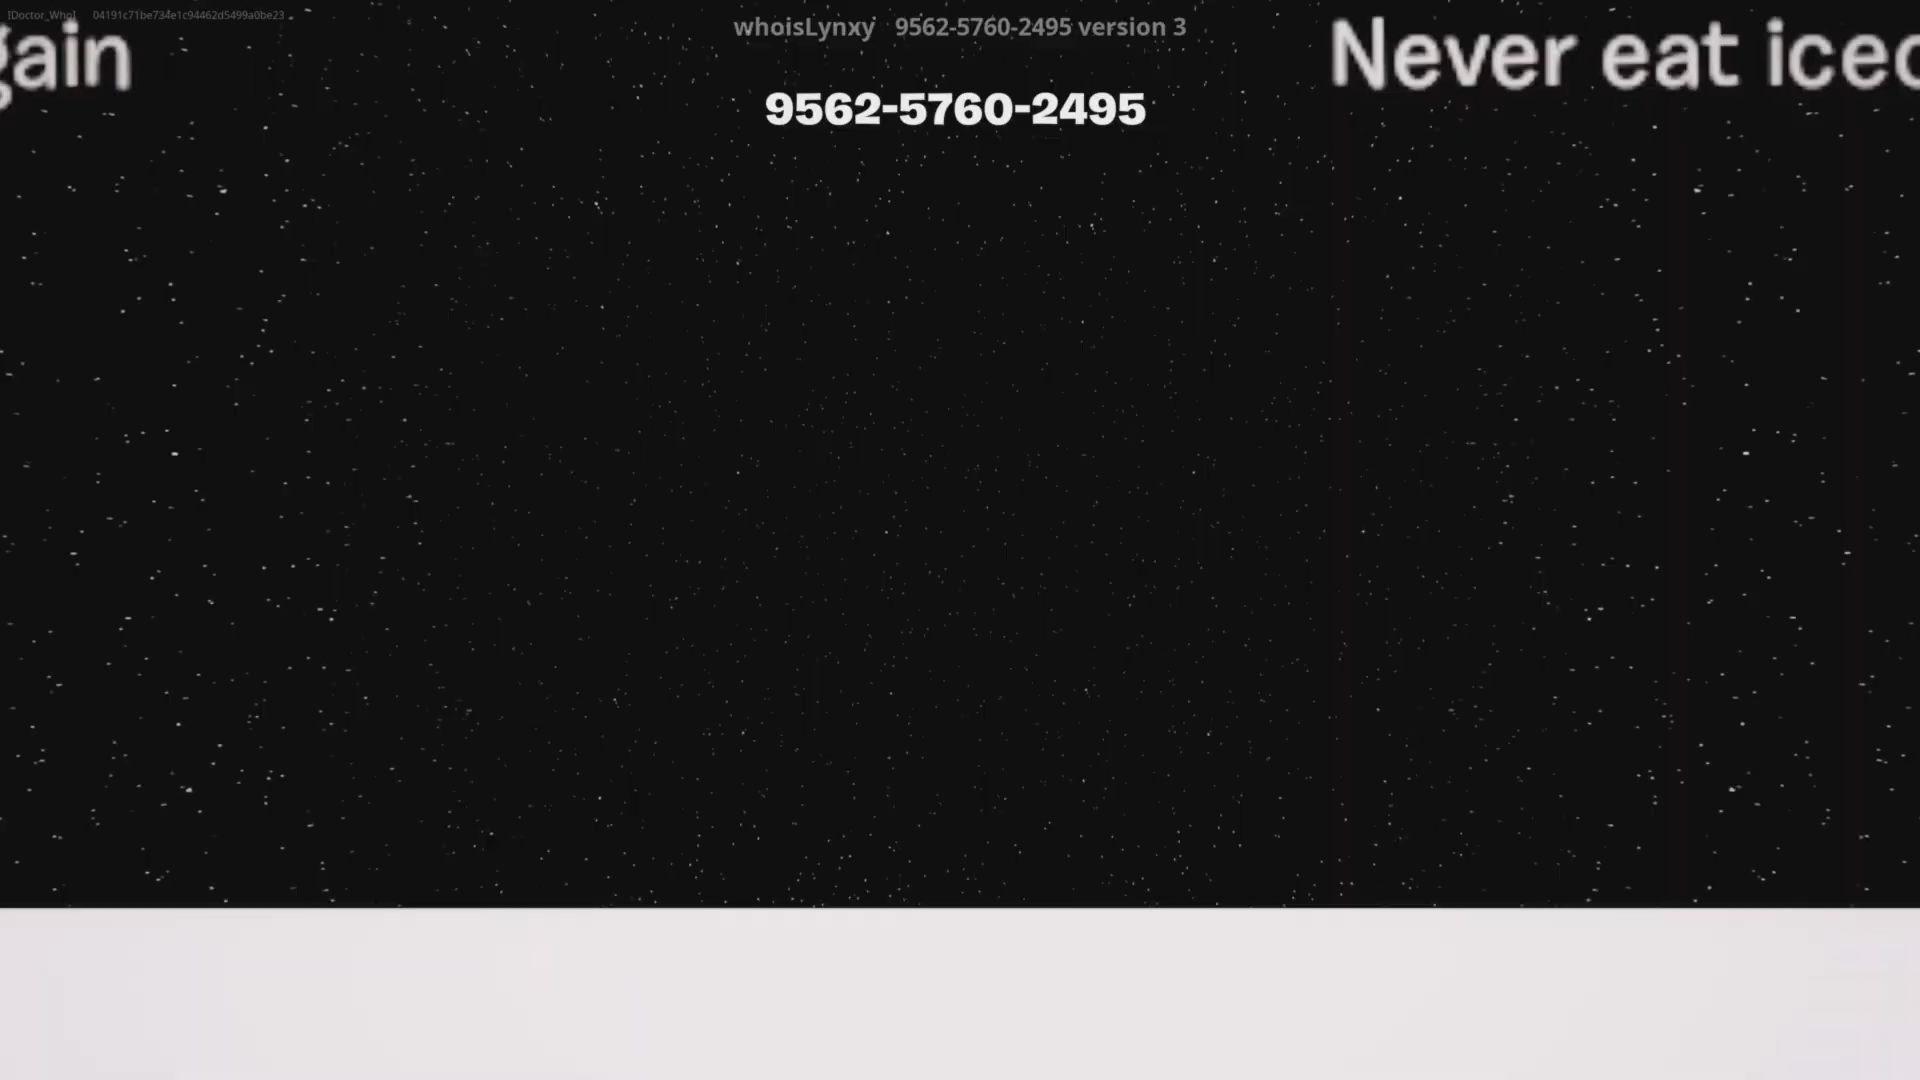 [Doctor_Who] 04191c71be734e1c94462d5499a0be23
whoisLynxy 9562-5760-2495 version 3
gain
Never eat iced
9562-5760-2495